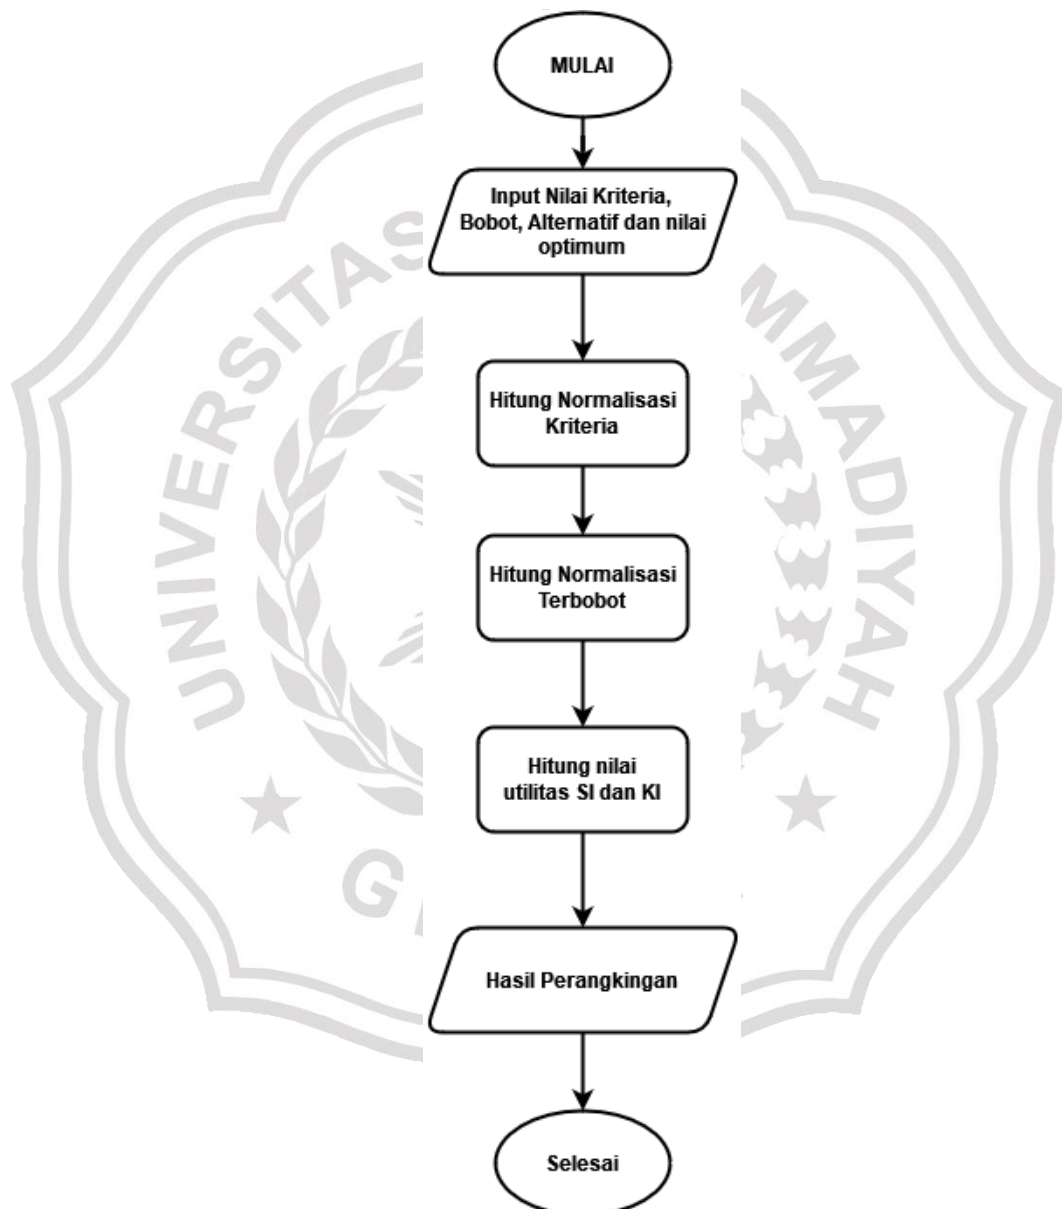 MULAI
Input Nilai Kriteria,
Bobot, Alternatif dan nilai
optimum
Hitung Normalisasi
Kriteria
Hitung Normalisasi
Terbobot
Hitung nilai
utilitas SI dan KI
Hasil Perangkingan
Selesai
UNIVERSITAS